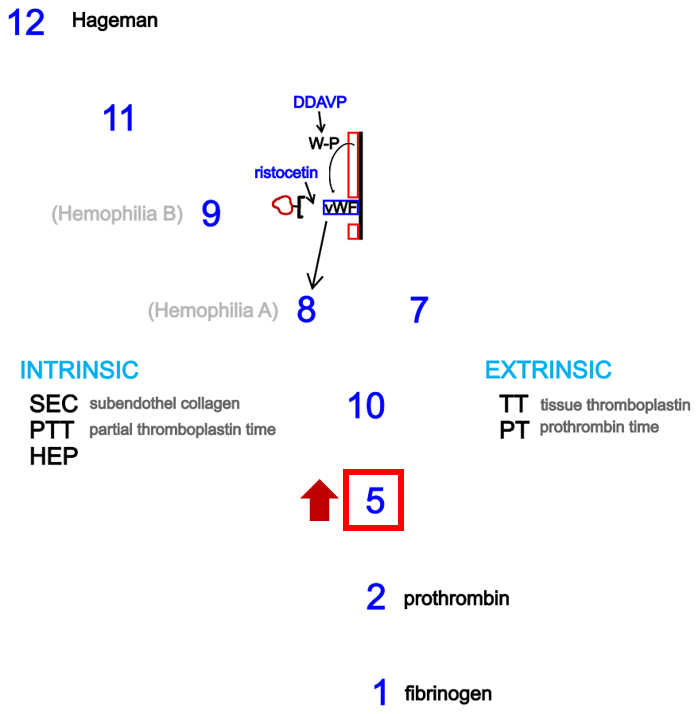 12 Hageman
DDAVP
11
W-P
ristocetin
(Hemophilia B) 9 vWF
(Hemophilia A) 8 7
INTRINSIC
SEC subendothel collagen
PTT partial thromboplastin time
HEP
EXTRINSIC
TT tissue thromboplastin
PT prothrombin time
10
5
2 prothrombin
1 fibrinogen